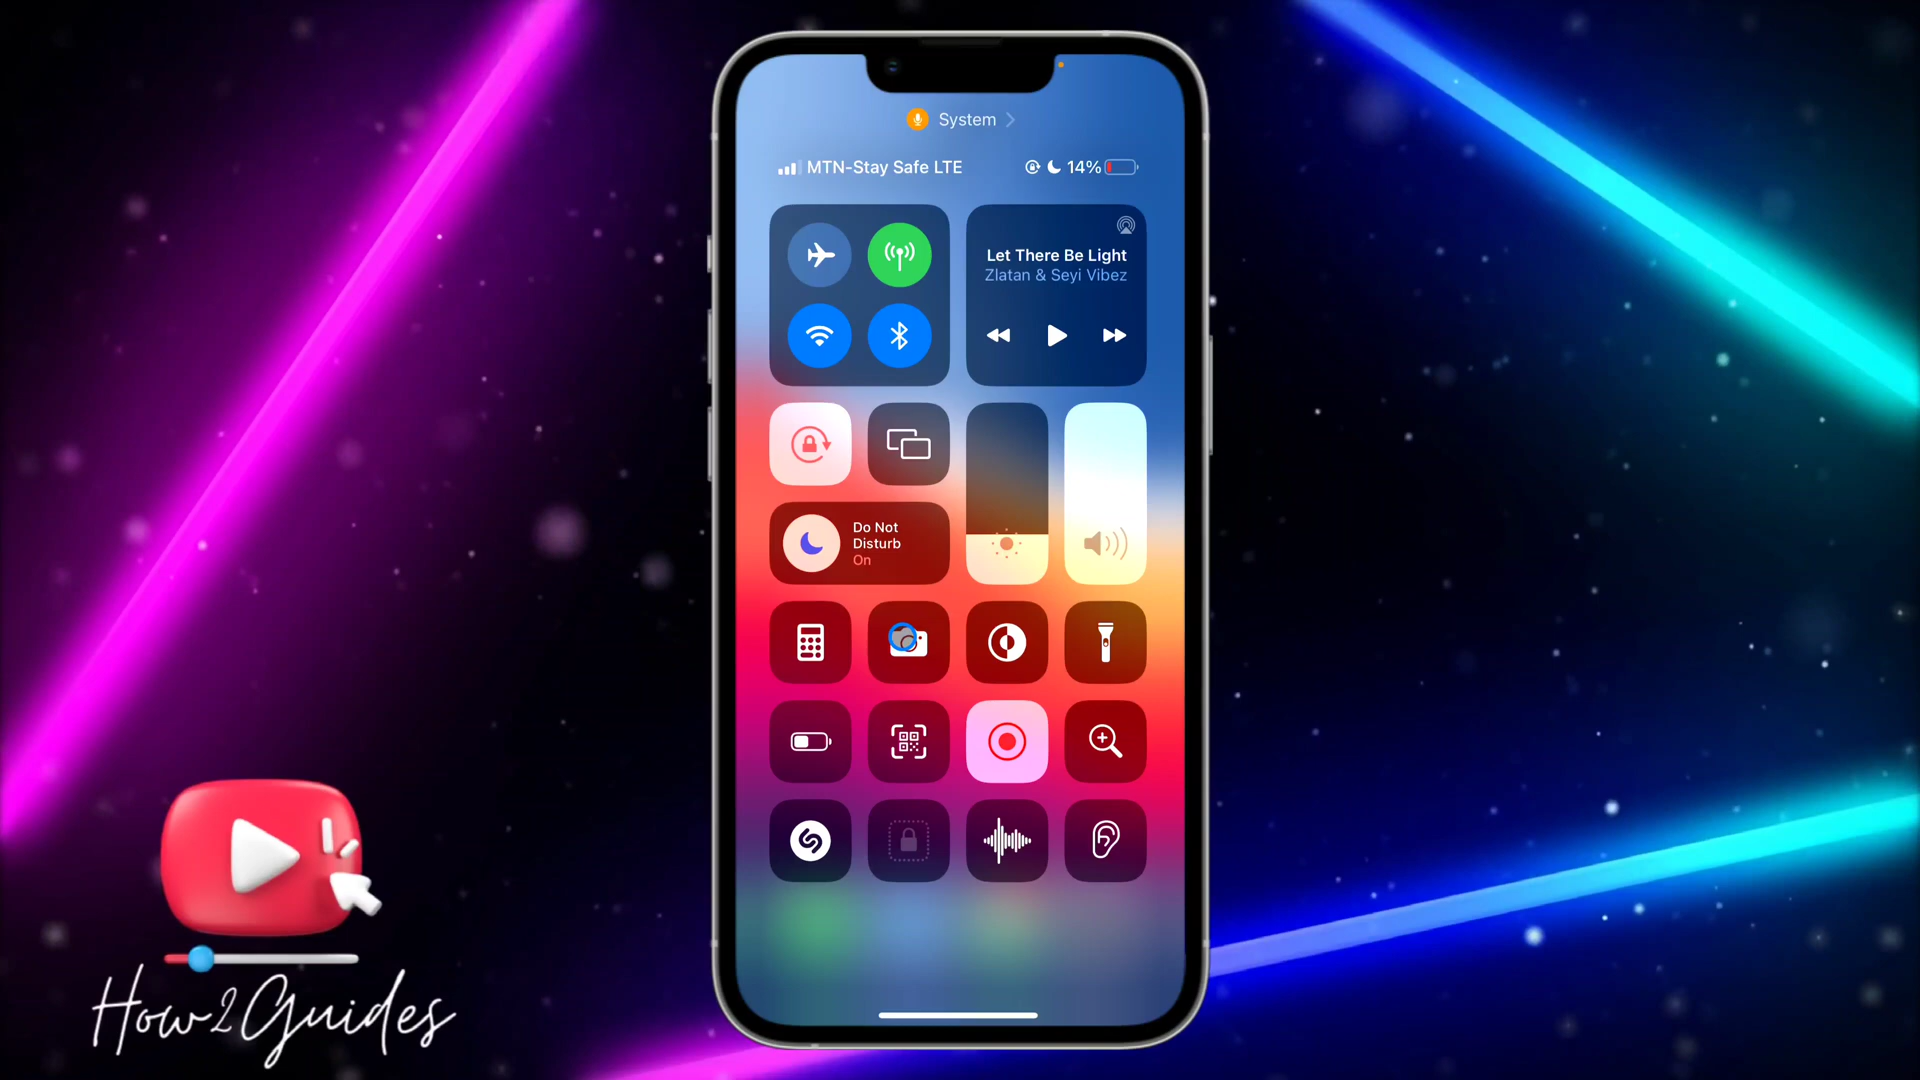 System
MTN-Stay Safe LTE
14%
Let There Be Light
Zlatan & Seyi Vibez
Do Not
Disturb
On
How2Guides